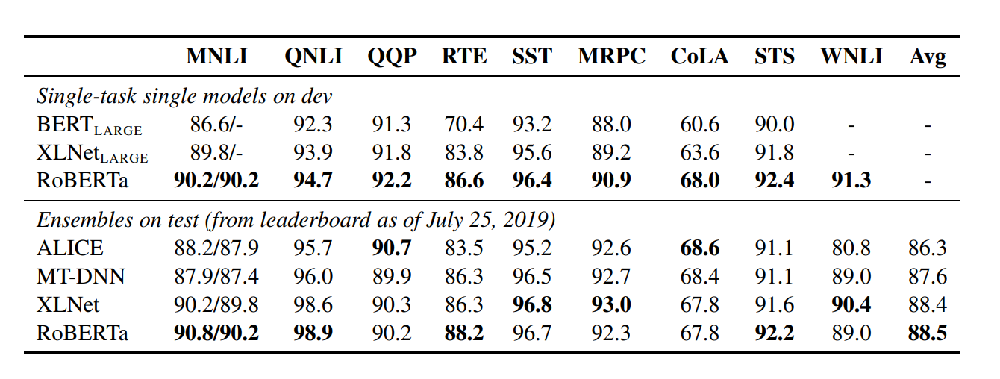 MNLI QNLI QQP RTE SST MRPC CoLA STS WNLI Avg
Single-task single models on dev
BERTLARGE 86.6/- 92.3 91.3 70.4 93.2 88.0 60.6 90.0 - -
XLNetLARGE 89.8/- 93.9 91.8 83.8 95.6 89.2 63.6 91.8 - -
RoBERTa 90.2/90.2 94.7 92.2 86.6 96.4 90.9 68.0 92.4 91.3 -
Ensembles on test (from leaderboard as of July 25, 2019)
ALICE 88.2/87.9 95.7 90.7 83.5 95.2 92.6 68.6 91.1 80.8 86.3
MT-DNN 87.9/87.4 96.0 89.9 86.3 96.5 92.7 68.4 91.1 89.0 87.6
XLNet 90.2/89.8 98.6 90.3 86.3 96.8 93.0 67.8 91.6 90.4 88.4
RoBERTa 90.8/90.2 98.9 90.2 88.2 96.7 92.3 67.8 92.2 89.0 88.5